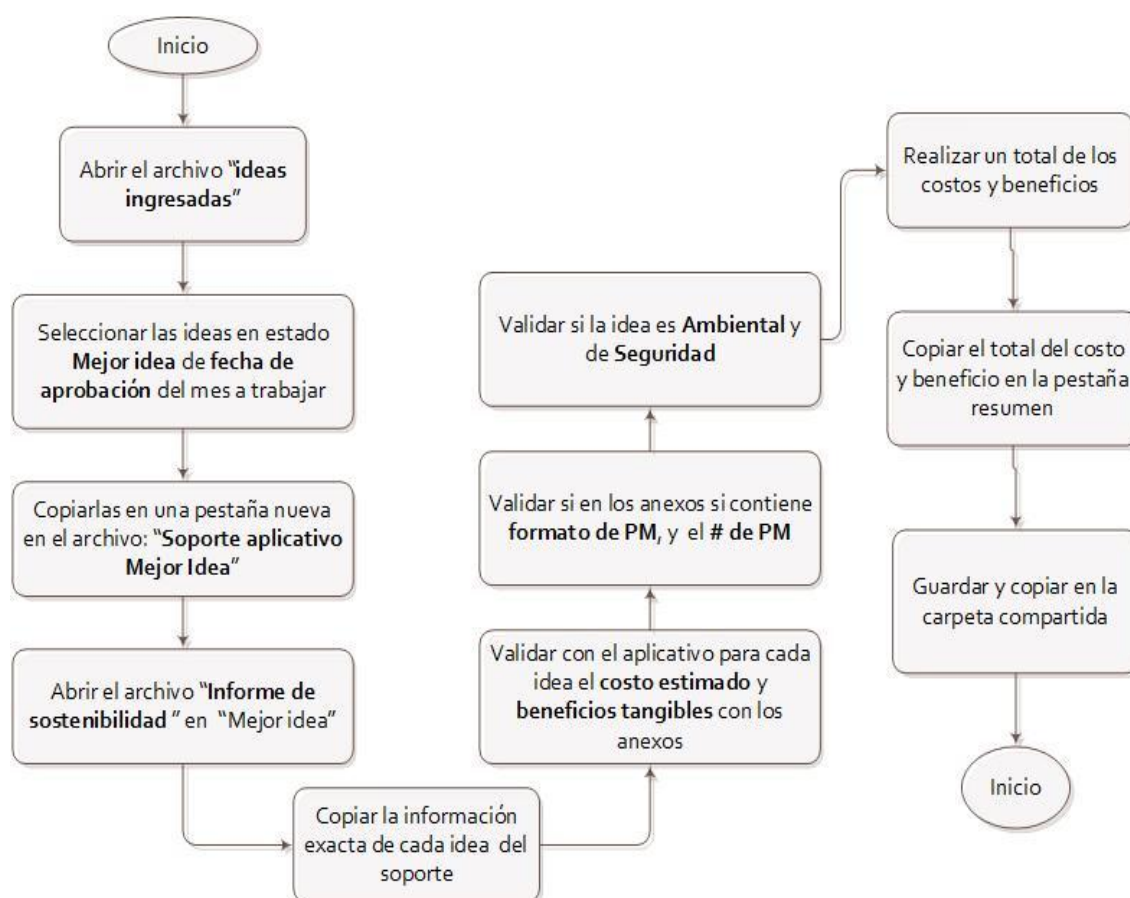 Inicio
Abrir el archivo “ideas
ingresadas”
Seleccionar las ideas en estado
Mejor idea de fecha de
aprobación del mes a trabajar
Copiarlas en una pestaña nueva
en el archivo: “Soporte aplicativo
Mejor Idea”
Abrir el archivo “Informe de
sostenibilidad ” en “Mejor idea”
Copiar la información
exacta de cada idea del
soporte
Validar con el aplicativo para cada
idea el costo estimado y
beneficios tangibles con los
anexos
Validar si en los anexos si contiene
formato de PM, y el # de PM
Validar si la idea es Ambiental y
de Seguridad
Realizar un total de los
costos y beneficios
Copiar el total del costo
y beneficio en la pestaña
resumen
Guardar y copiar en la
carpeta compartida
Inicio